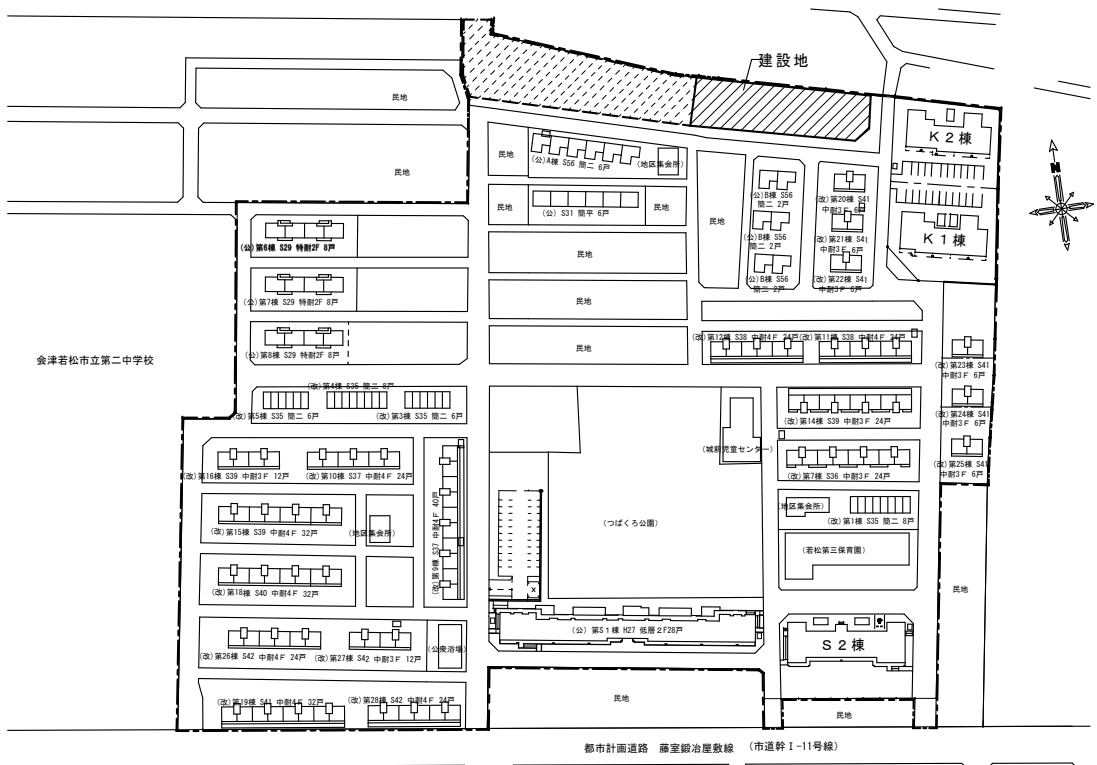 建設地
民地
K2棟
民地
(公)A棟 S56 簡二 6戸
(地区集会所)
民地
N
民地
(公) S31 簡平 6戸
民地
民地
(公)B棟 S56
簡二 2戸
(改)第20棟 S41
中耐3Ｆ 6戸
K1棟
(公)第6棟 S29 特耐2F 8戸
民地
(公)B棟 S56
簡二 2戸
(改)第21棟 S41
中耐3Ｆ 6戸
(公)第7棟 S29 特耐2F 8戸
民地
(公)B棟 S56
簡二 2戸
(改)第22棟 S41
中耐3Ｆ 6戸
(公)第8棟 S29 特耐2F 8戸
民地
(改)第12棟 S38 中耐4Ｆ 24戸
(改)第11棟 S38 中耐4Ｆ 24戸
会津若松市立第二中学校
(改)第23棟 S41
中耐3Ｆ 6戸
(改)第4棟 S35 簡二 8戸
(改)第5棟 S35 簡二 6戸
(改)第3棟 S35 簡二 6戸
(改)第14棟 S39 中耐3Ｆ 24戸
(改)第24棟 S41
中耐3Ｆ 6戸
(城前児童センター)
(改)第16棟 S39 中耐3Ｆ 12戸
(改)第10棟 S37 中耐4Ｆ 24戸
(改)第7棟 S36 中耐3Ｆ 24戸
(改)第25棟 S41
中耐3Ｆ 6戸
(改)第9棟 S37 中耐4Ｆ 40戸
(改)第15棟 S39 中耐4Ｆ 32戸
(地区集会所)
(つばくろ公園)
(地区集会所)
(改)第1棟 S35 簡二 8戸
(若松第三保育園)
(改)第18棟 S40 中耐4Ｆ 32戸
民地
(公) 第S1棟 H27 低層2F28戸
S2棟
(改)第26棟 S42 中耐4Ｆ 24戸
(改)第27棟 S42 中耐3Ｆ 12戸
(公衆浴場)
(改)第19棟 S41 中耐4Ｆ 32戸
(改)第28棟 S42 中耐4Ｆ 24戸
民地
民地
都市計画道路 藤室鍛冶屋敷線 (市道幹Ⅰ-11号線)